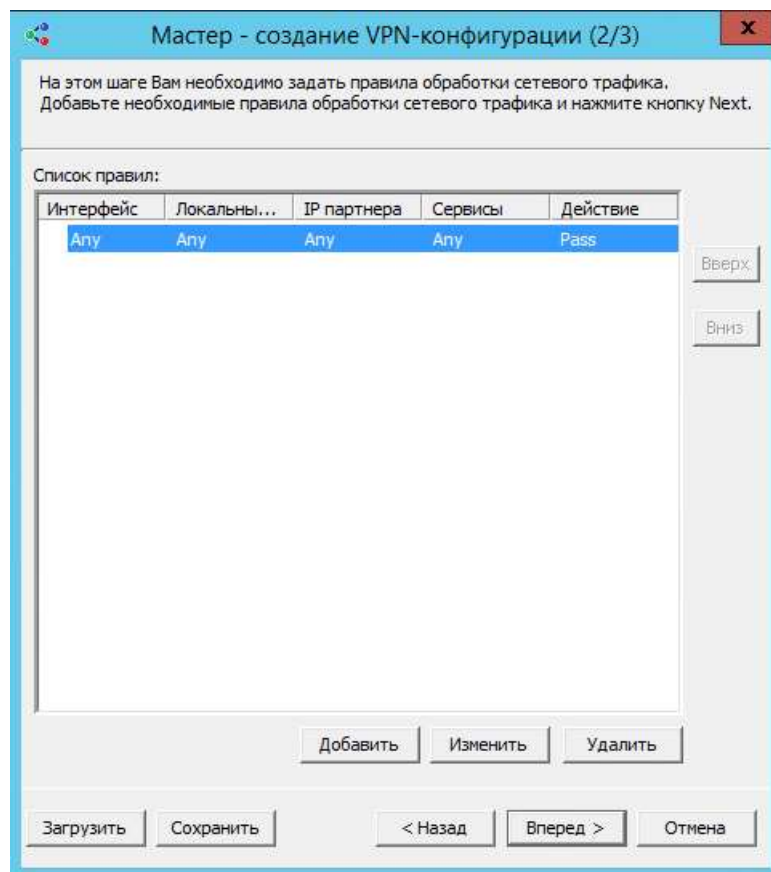 Мастер - создание VPN-конфигурации (2/3)
x
На этом шаге Вам необходимо задать правила обработки сетевого трафика.
Добавьте необходимые правила обработки сетевого трафика и нажмите кнопку Next.
Список правил:
Интерфейс Локальны... IP партнера Сервисы Действие
Any Any Any Any Pass
Вверх
Вниз
Добавить Изменить Удалить
Загрузить Сохранить < Назад Вперед > Отмена